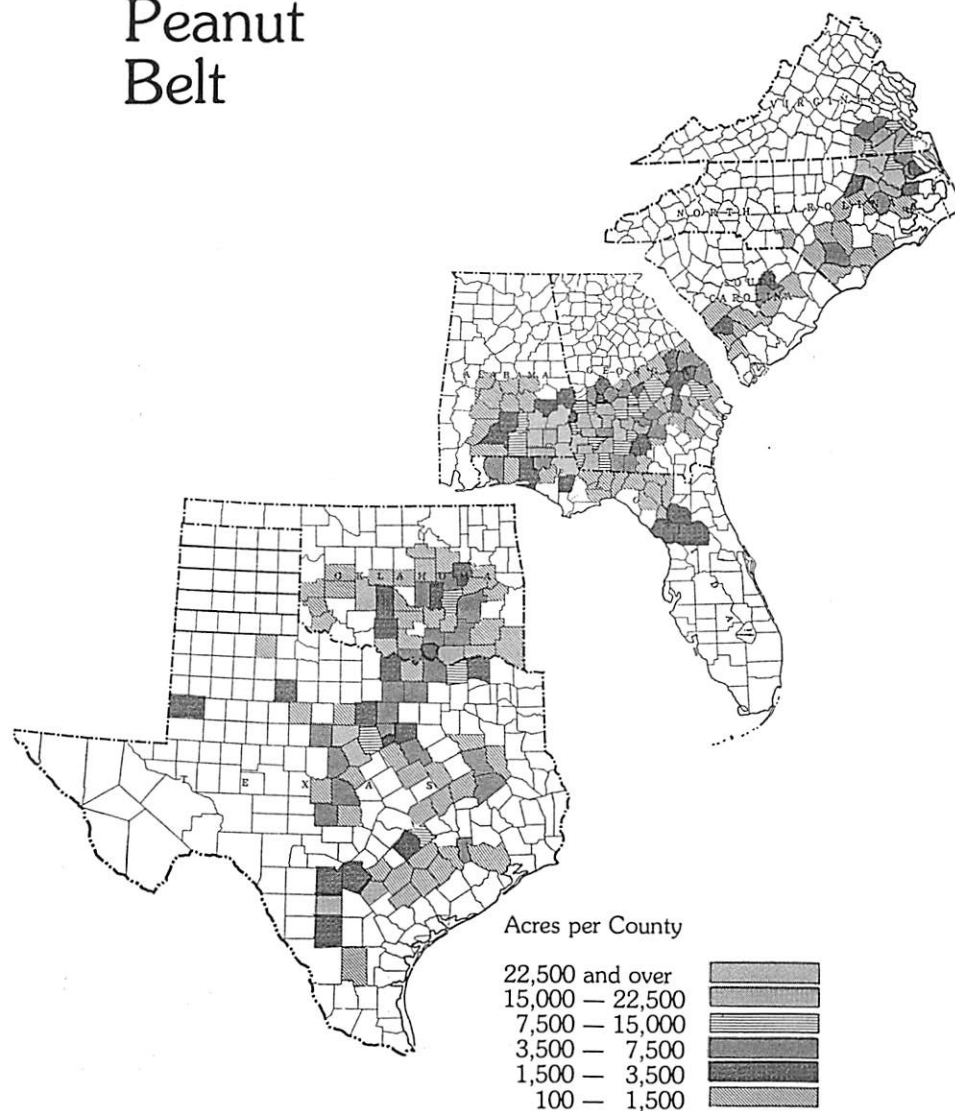 Peanut
Belt
VIRGINIA
NORTH CAROLINA
SOUTH
CAROLINA
ALABAMA
GEORGIA
OKLAHOMA
TEXAS
Acres per County
22,500 and over
15,000 — 22,500
7,500 — 15,000
3,500 — 7,500
1,500 — 3,500
100 — 1,500